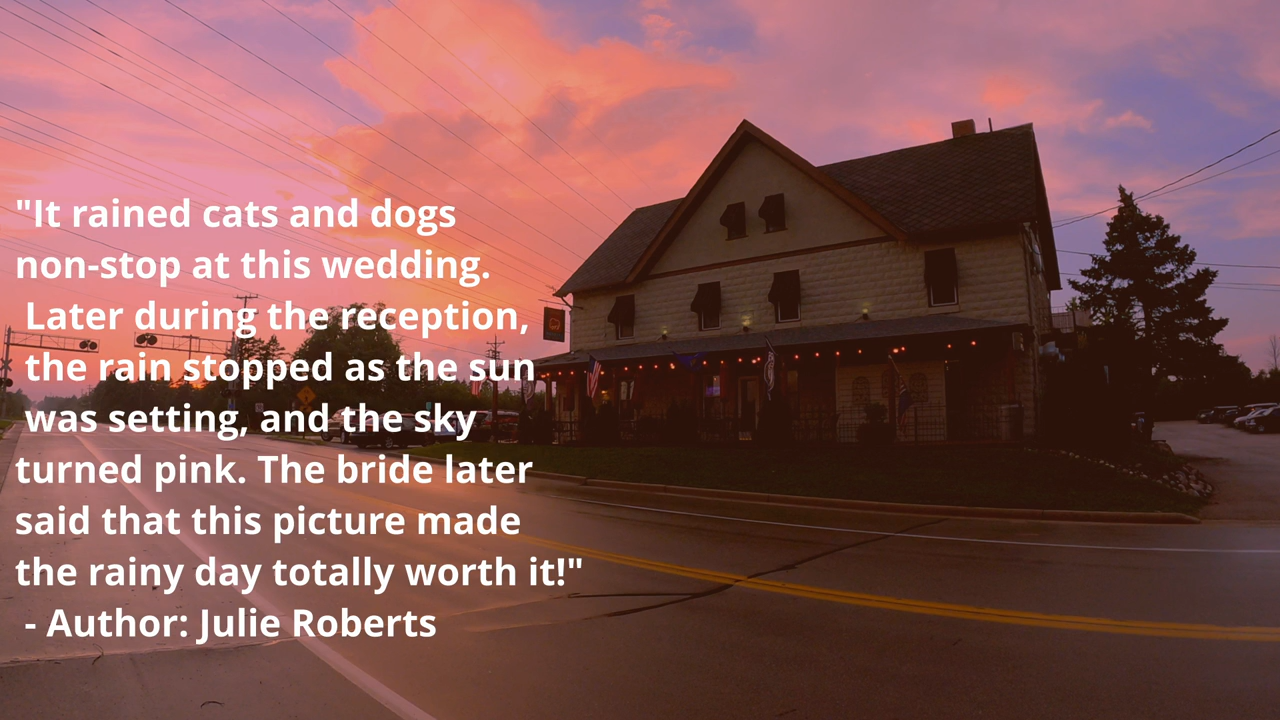 "It rained cats and dogs
non-stop at this wedding.
Later during the reception,
the rain stopped as the sun
was setting, and the sky
turned pink. The bride later
said that this picture made
the rainy day totally worth it!"
- Author: Julie Roberts